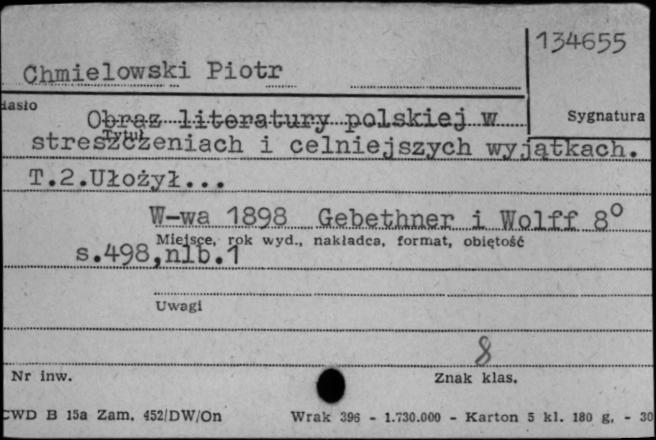 134655
Chmielowski Piotr
Hasło
Obraz literatury polskiej w
Sygnatura
Tytuł
streszczeniach i celniejszych wyjątkach.
T.2.Ułożył...
W-wa 1898 Gebethner i Wolff 8°
Miejsce, rok wyd., nakładca, format, objętość
s.498,nlb.1
Uwagi
8
Nr inw.
Znak klas.
CWD B 15a Zam. 452/DW/On Wrak 396 - 1.730.000 - Karton 5 kl. 180 g. - 30